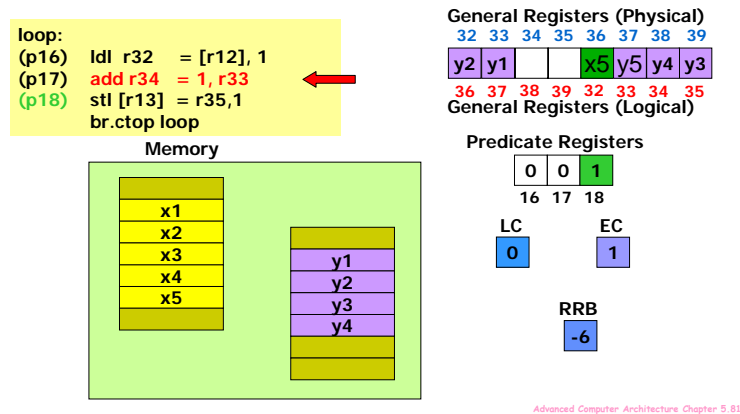 loop:
(p16) ldl r32 = [r12], 1
(p17) add r34 = 1, r33
(p18) stl [r13] = r35,1
br.ctop loop
General Registers (Physical)
32 33 34 35 36 37 38 39
y2 y1 x5 y5 y4 y3
36 37 38 39 32 33 34 35
General Registers (Logical)
Memory
x1
x2
x3
x4
x5
y1
y2
y3
y4
Predicate Registers
0 0 1
16 17 18
LC EC
0 1
RRB
-6
Advanced Computer Architecture Chapter 5.81